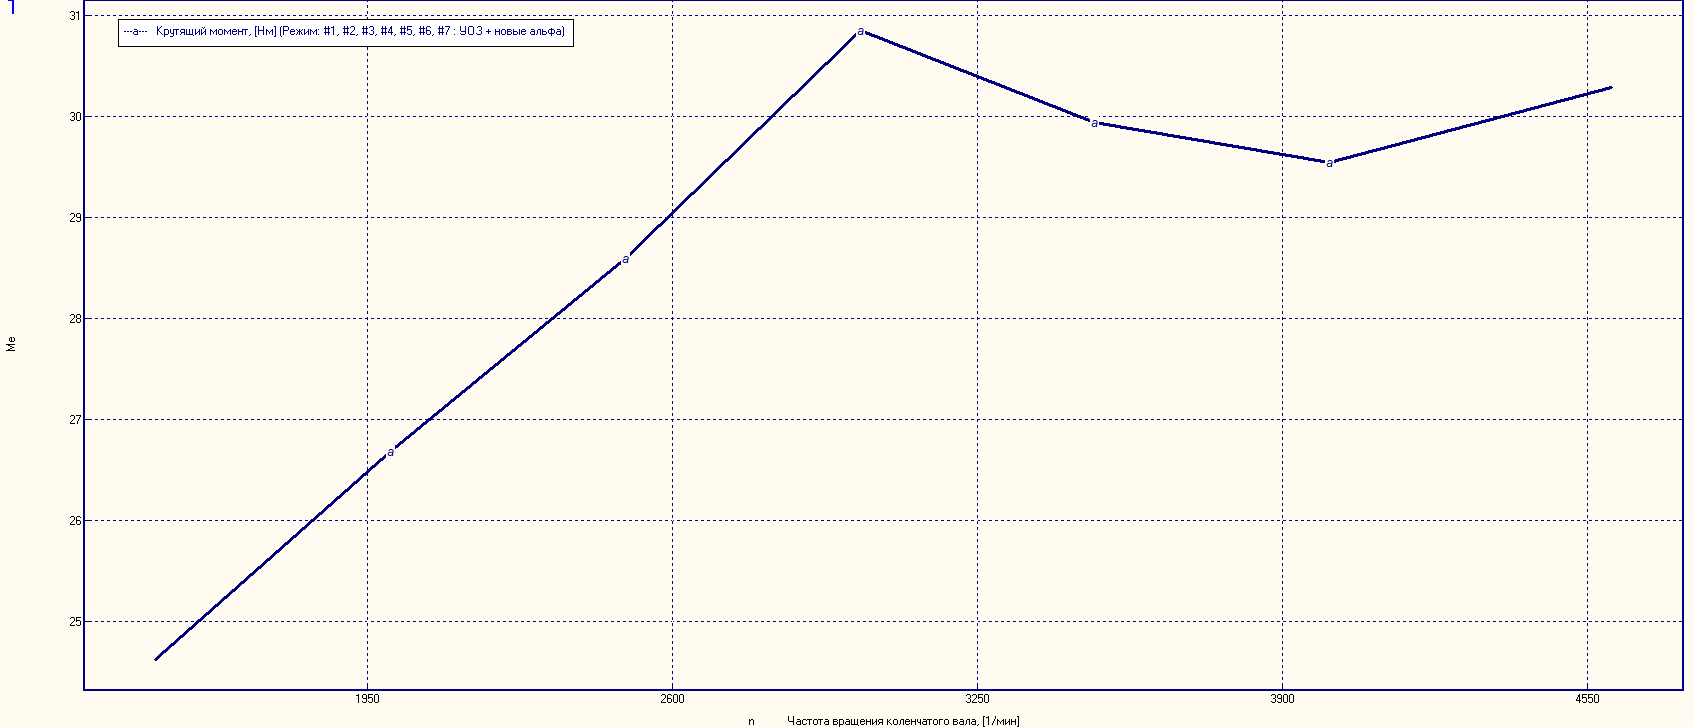 1
31
---a--- Крутящий момент, [Нм] (Режим: #1, #2, #3, #4, #5, #6, #7 : УОЗ + новые альфа)
a
30
a
a
29
a
28
Me
27
a
26
25
1950 2600 3250 3900 4550
n Частота вращения коленчатого вала, [1/мин]